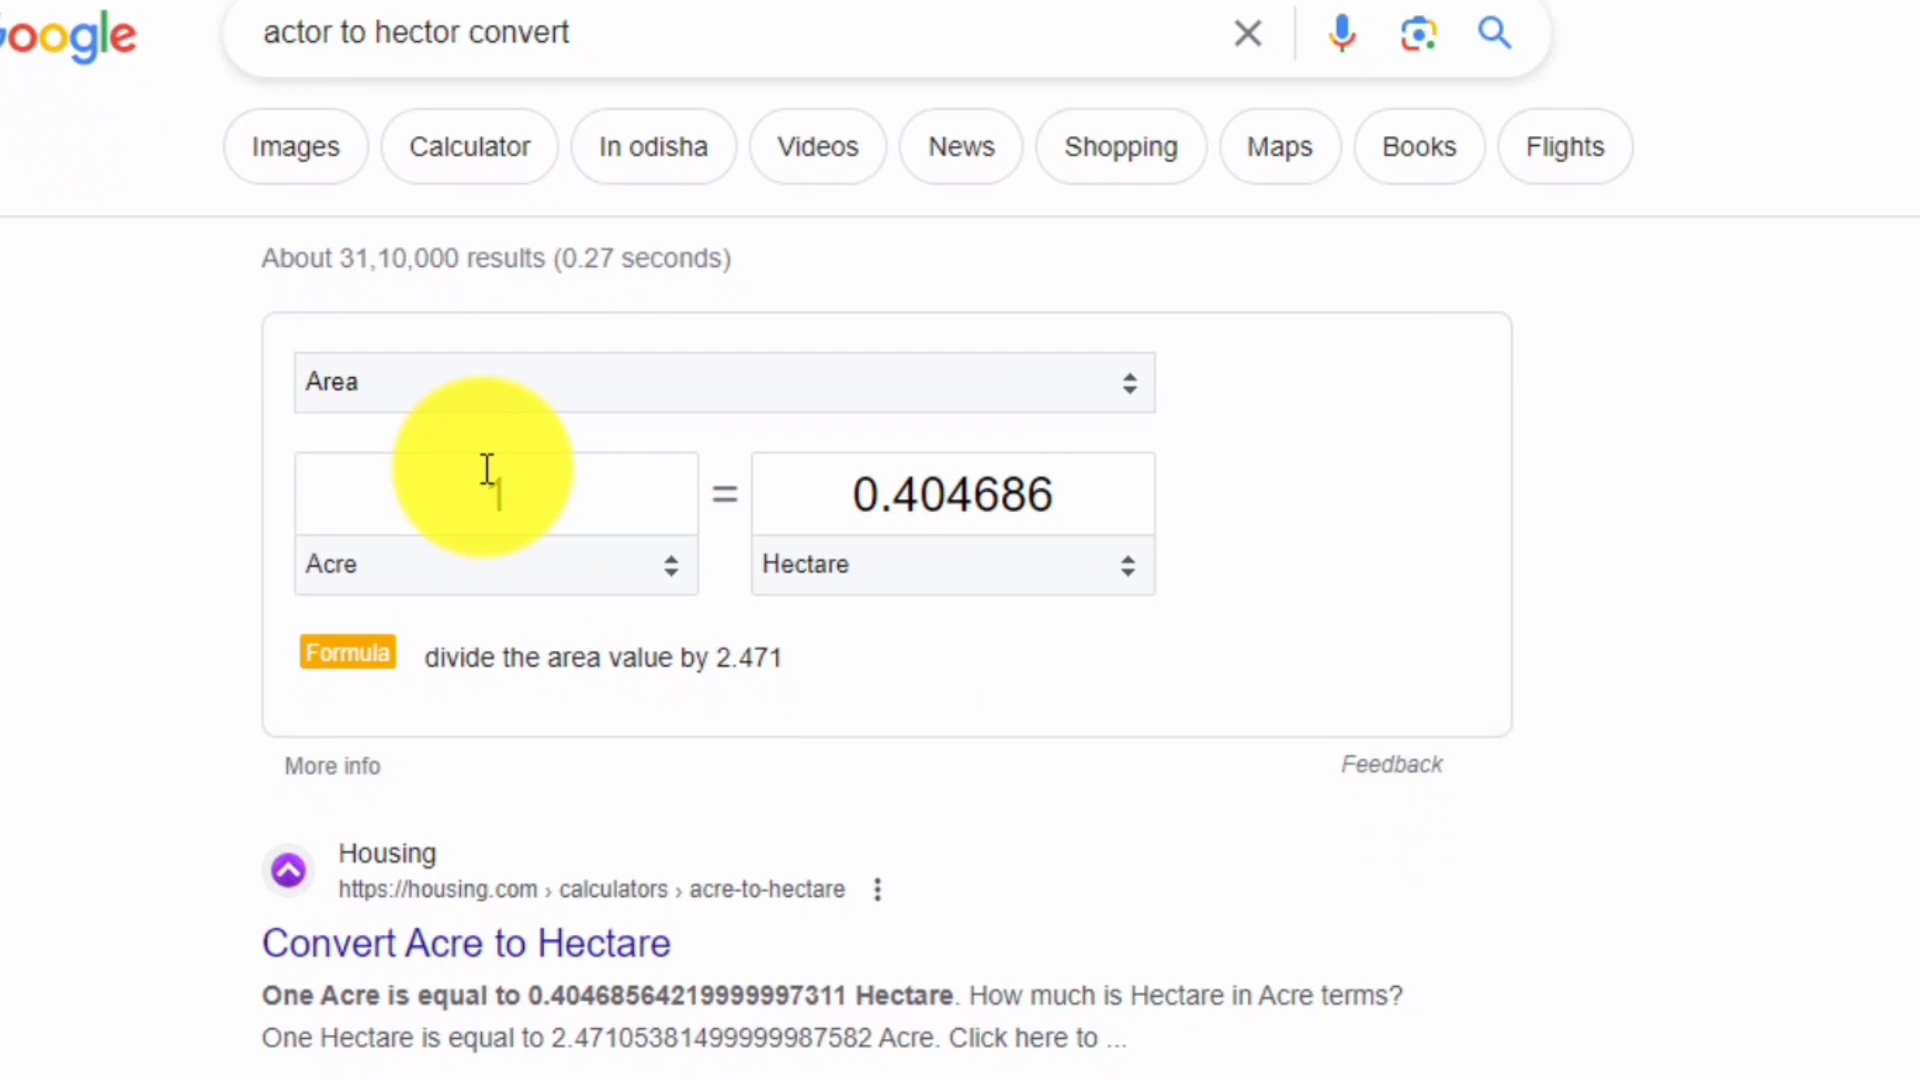 Google
actor to hector convert
Images Calculator In odisha Videos News Shopping Maps Books Flights
About 31,10,000 results (0.27 seconds)
Area
1 = 0.404686
Acre Hectare
Formula divide the area value by 2.471
More info Feedback
Housing
https://housing.com › calculators › acre-to-hectare
Convert Acre to Hectare
One Acre is equal to 0.40468564219999997311 Hectare. How much is Hectare in Acre terms?
One Hectare is equal to 2.47105381499999987582 Acre. Click here to ...